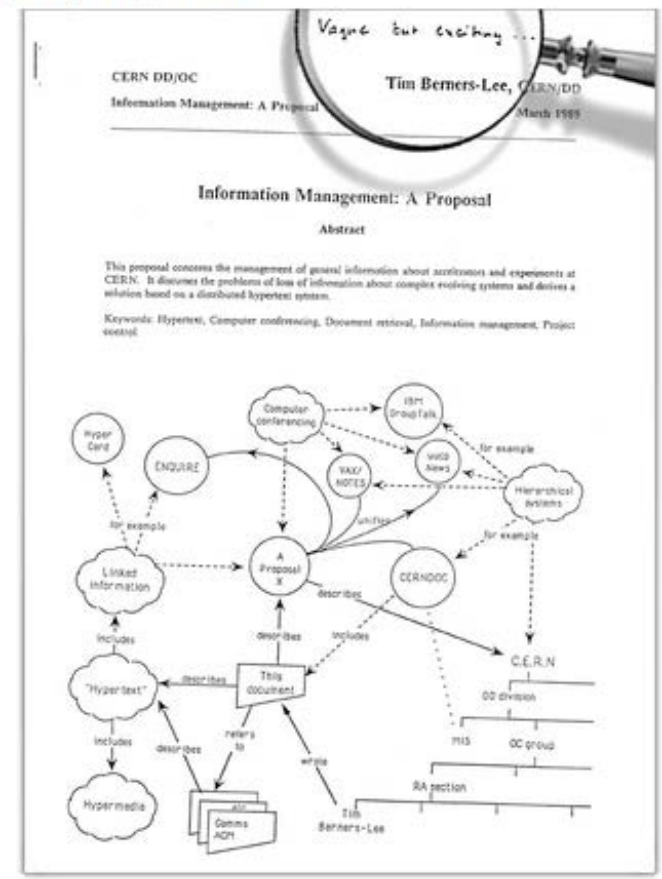 Vague but exciting ...
CERN DD/OC
Tim Berners-Lee, CERN/DD
Information Management: A Proposal
March 1989
Information Management: A Proposal
Abstract
This proposal concerns the management of general information about accelerators and experiments at
CERN. It discusses the problems of loss of information about complex evolving systems and derives a
solution based on a distributed hypertext system.
Keywords: Hypertext, Computer conferencing, Document retrieval, Information management, Project
control
Computer
conferencing
IBM
GroupTalk
Hyper
Card
ENQUIRE
VAX/
NOTES
uucp
News
for example
Hierarchical
systems
for example
unifies
for example
Linked
information
A
Proposal
X
CERNDOC
describes
includes
describes
includes
C.E.R.N
This
document
describes
"Hypertext"
DD division
refers
to
includes
describes
wrote
MIS
OC group
RA section
Hypermedia
Comms
ACM
Tim
Berners-Lee